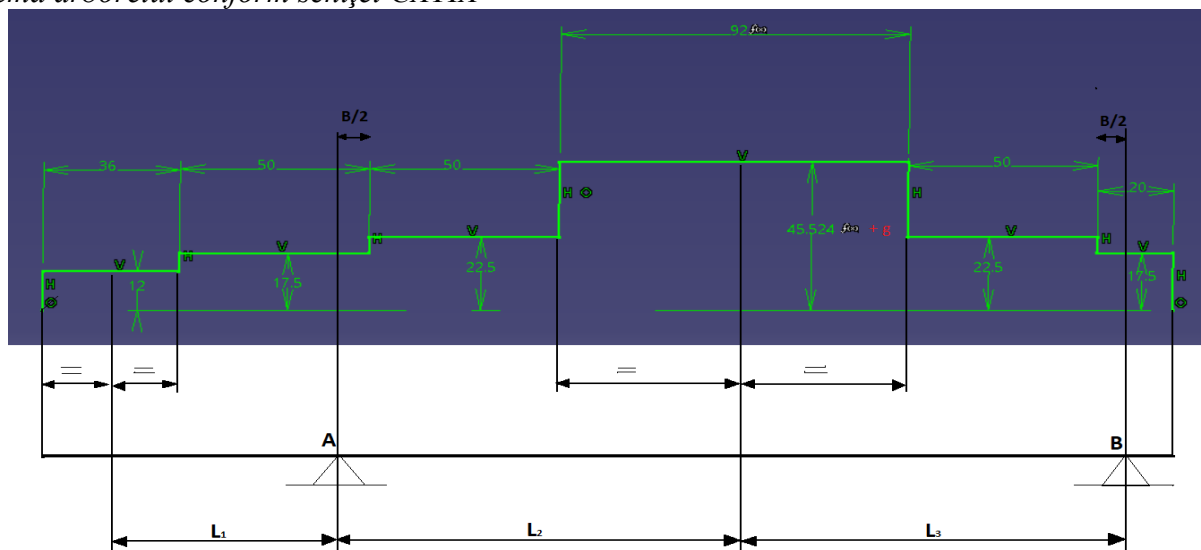 arborelui conform schiței CATIA
92 f(x)
B/2
B/2
36
50
50
50
20
V
H
H
45.524 f(x) + g
H
V
V
H
V
H
V
V
H
H
H
12
17.5
22.5
22.5
17.5
A
B
L₁
L₂
L₃